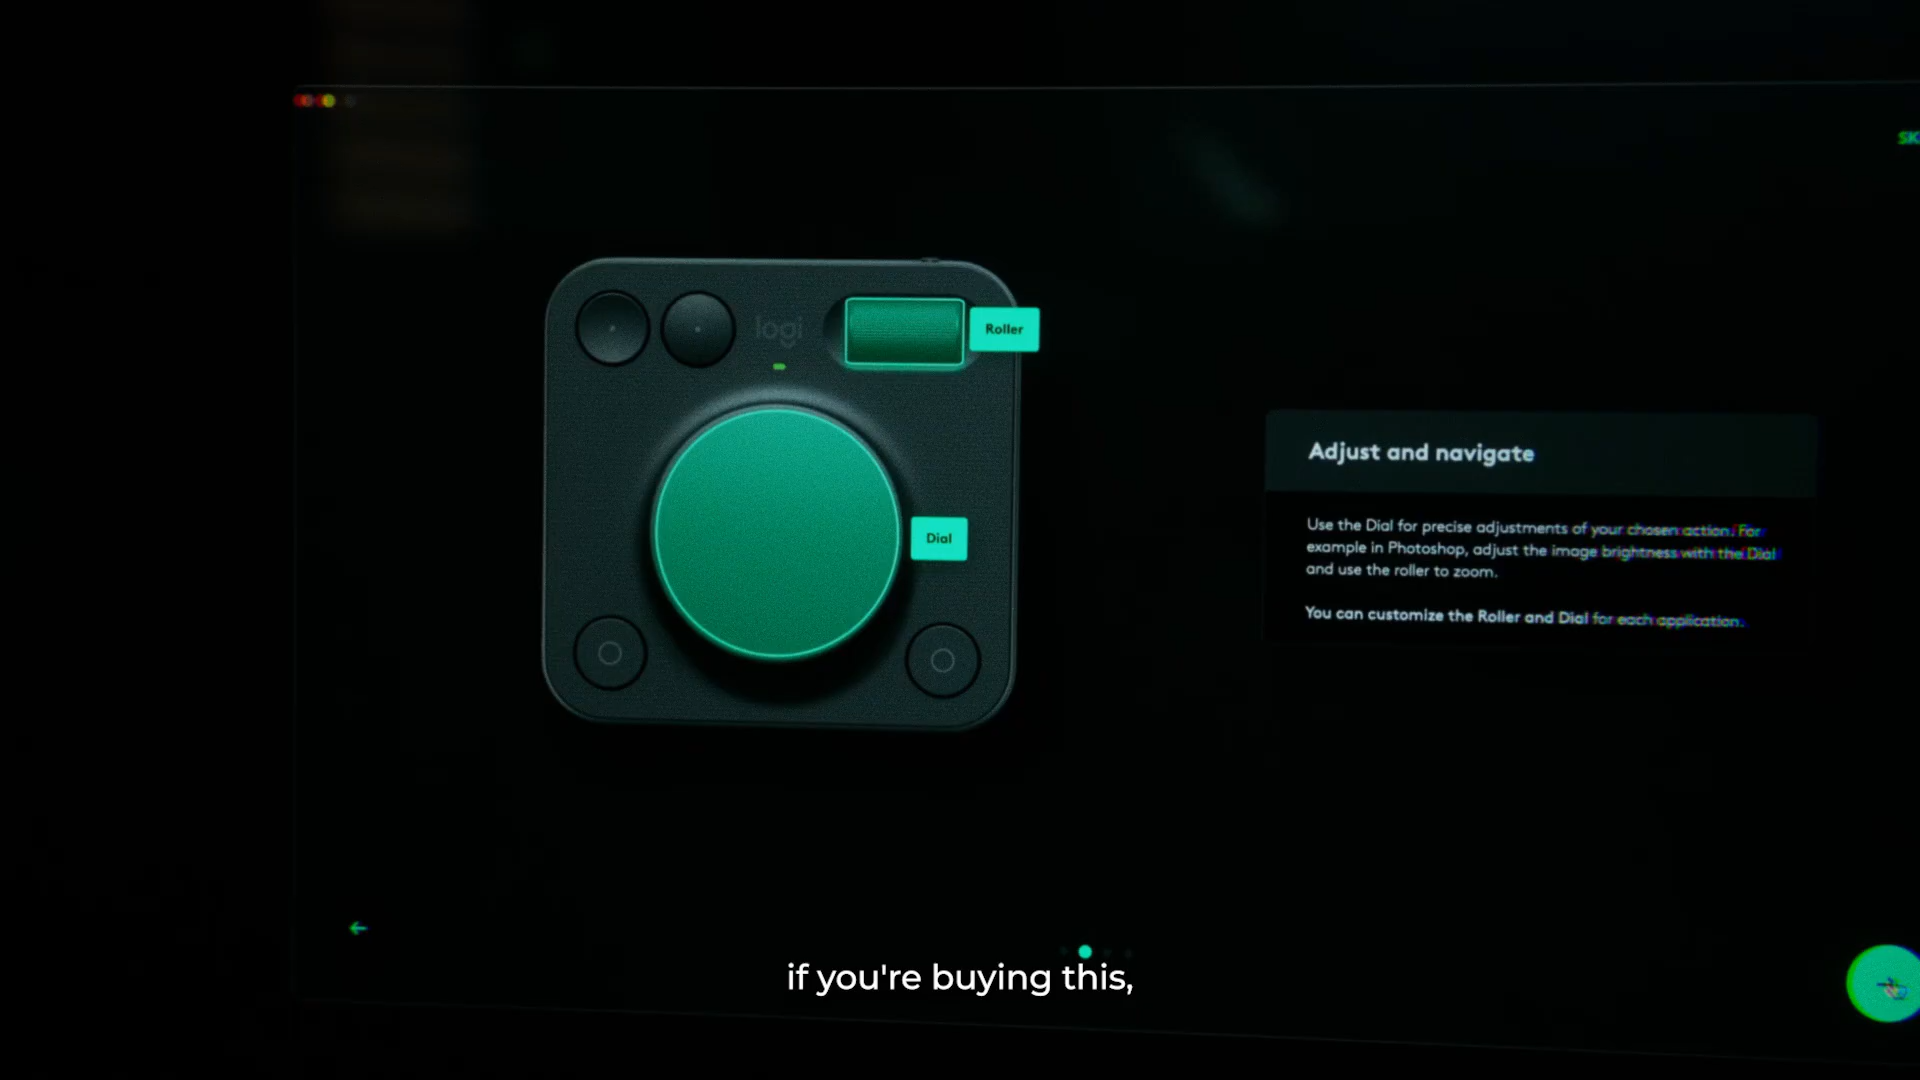 SK
logi
Roller
Dial
Adjust and navigate
Use the Dial for precise adjustments of your chosen action. For
example in Photoshop, adjust the image brightness with the Dial
and use the roller to zoom.
You can customize the Roller and Dial for each application.
if you're buying this,